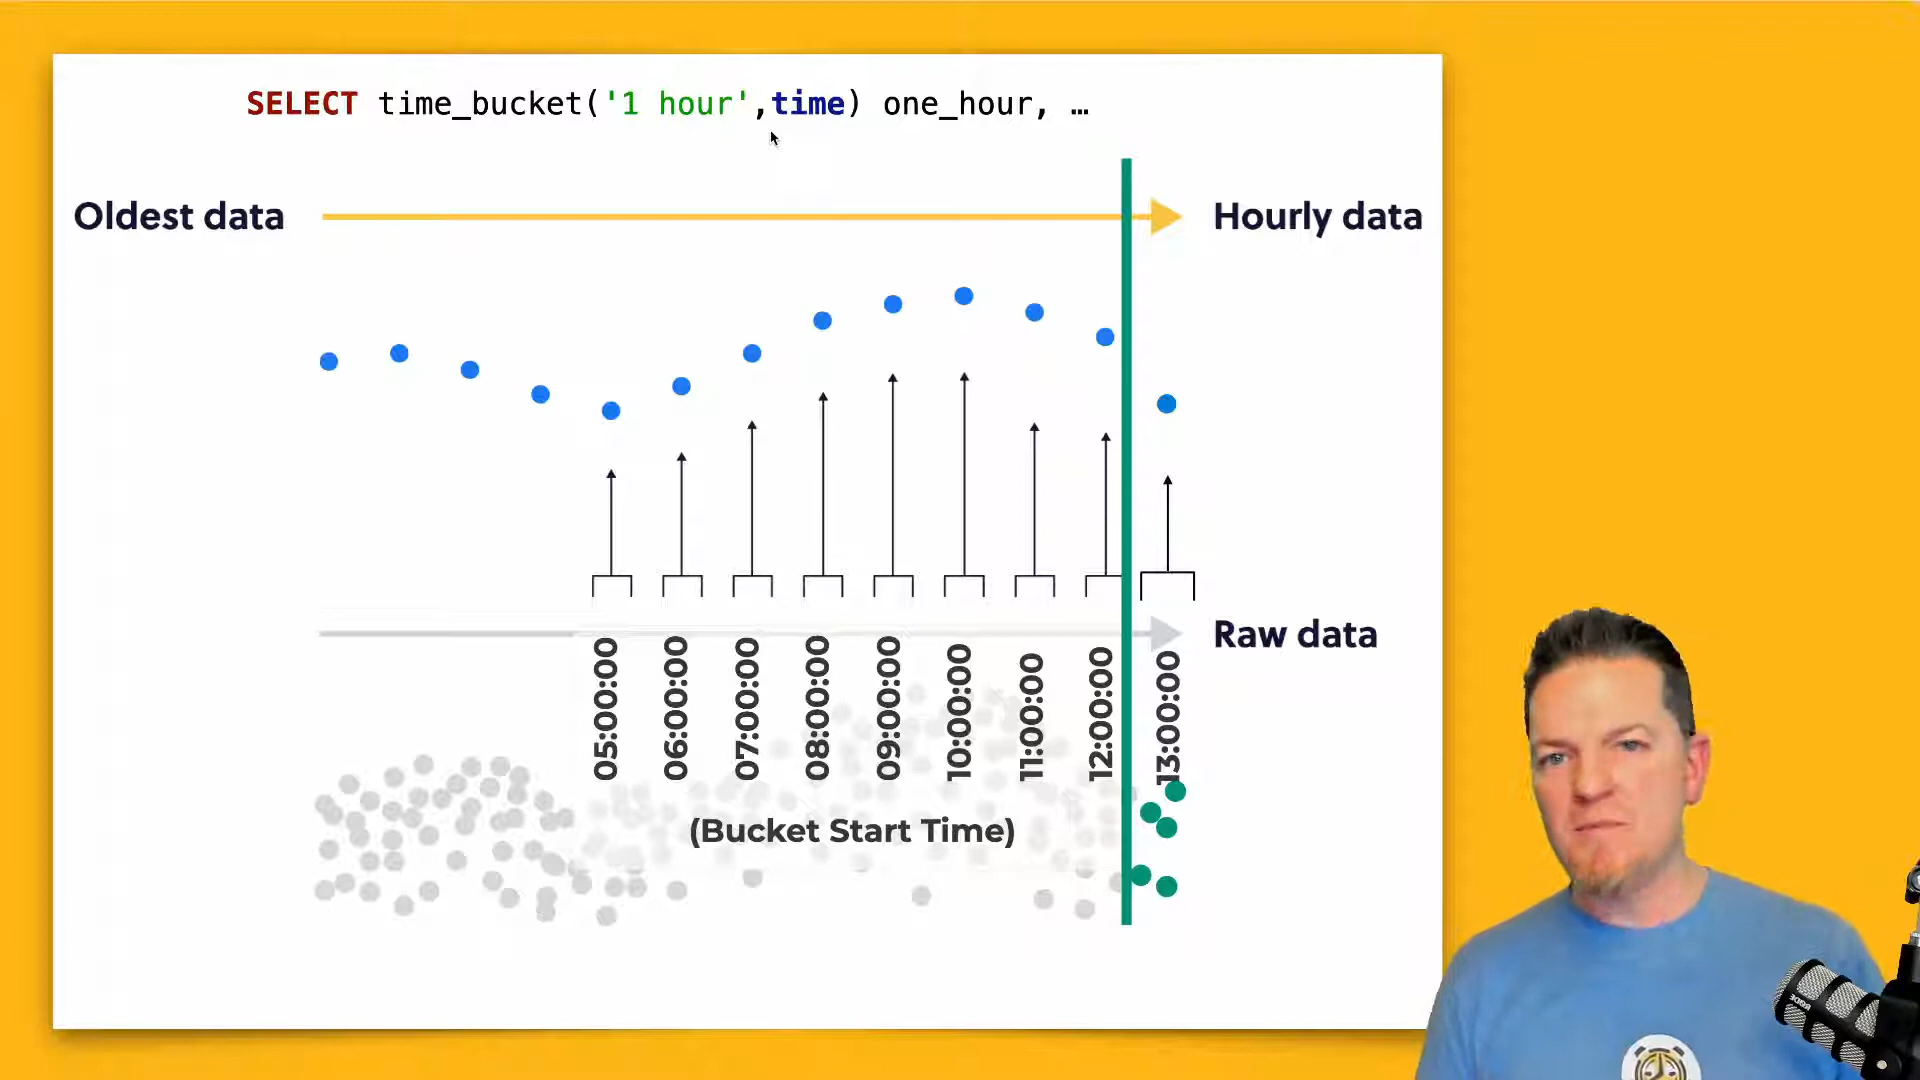 SELECT time_bucket('1 hour',time) one_hour, …
Oldest data
Hourly data
Raw data
05:00:00
06:00:00
07:00:00
08:00:00
09:00:00
10:00:00
11:00:00
12:00:00
13:00:00
(Bucket Start Time)
RODE